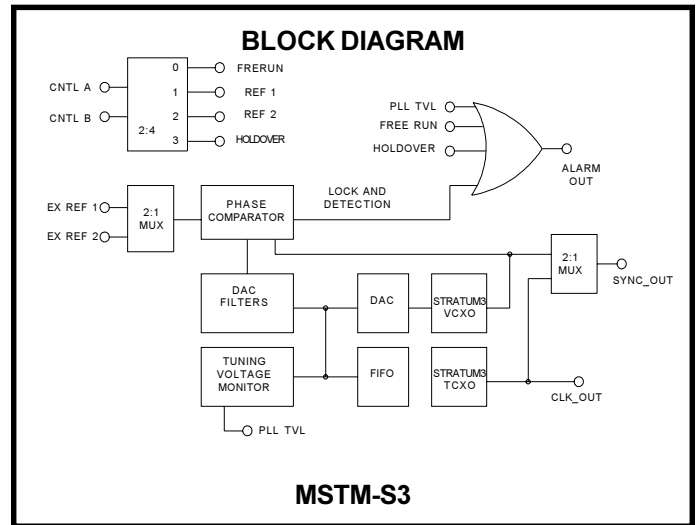 BLOCK DIAGRAM
CNTL A
CNTL B
2:4
0
1
2
3
FRERUN
REF 1
REF 2
HOLDOVER
PLL TVL
FREE RUN
HOLDOVER
ALARM
OUT
EX REF 1
EX REF 2
2:1
MUX
PHASE
COMPARATOR
LOCK AND
DETECTION
2:1
MUX
SYNC_OUT
DAC
FILTERS
DAC
STRATUM3
VCXO
TUNING
VOLTAGE
MONITOR
FIFO
STRATUM3
TCXO
CLK_OUT
PLL TVL
MSTM-S3